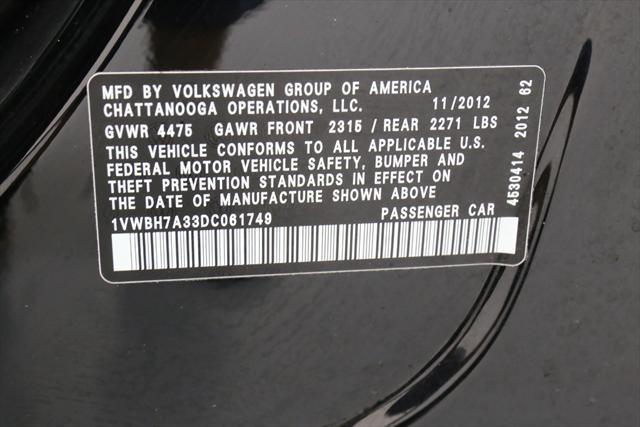 MFD BY VOLKSWAGEN GROUP OF AMERICA
CHATTANOOGA OPERATIONS, LLC. 11/2012
GVWR 4475 GAWR FRONT 2315 / REAR 2271 LBS
THIS VEHICLE CONFORMS TO ALL APPLICABLE U.S.
FEDERAL MOTOR VEHICLE SAFETY, BUMPER AND
THEFT PREVENTION STANDARDS IN EFFECT ON
THE DATE OF MANUFACTURE SHOWN ABOVE
1VWBH7A33DC061749 PASSENGER CAR
4530414 2012 62